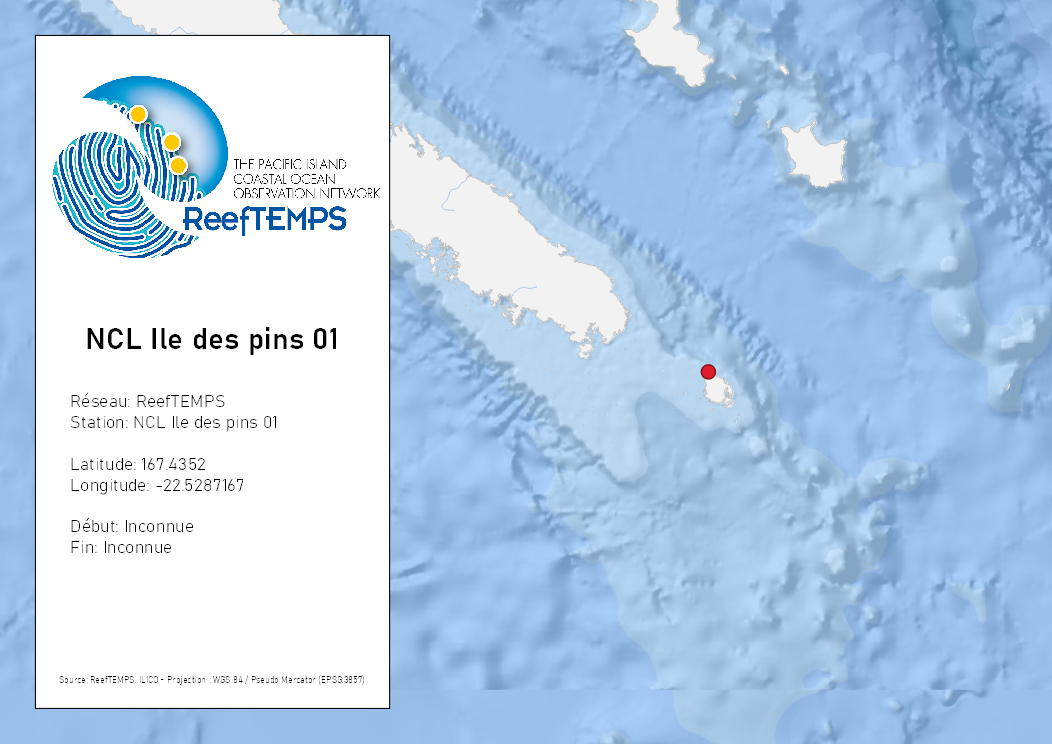 THE PACIFIC ISLAND
COASTAL OCEAN
OBSERVATION NETWORK
ReefTEMPS
NCL Ile des pins 01
Réseau: ReefTEMPS
Station: NCL Ile des pins 01
Latitude: 167.4352
Longitude: -22.5287167
Début: Inconnue
Fin: Inconnue
Source: ReefTEMPS, ILICO - Projection : WGS 84 / Pseudo Mercator (EPSG:3857)